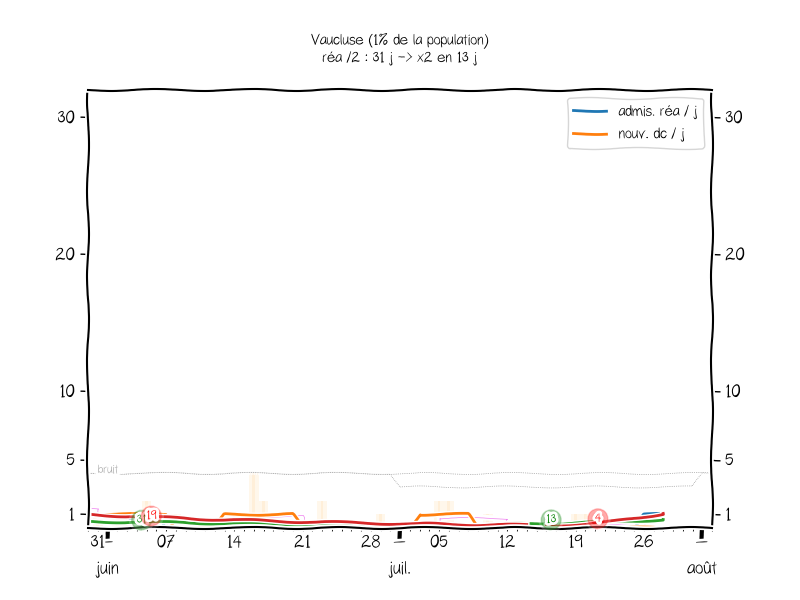 Vaucluse (1% de la population)
réa /2 : 31 j -> x2 en 13 j
admis. réa / j
nouv. dc / j
30
30
20
20
10
10
5
5
bruit
1
1
19
13
4
31
07
14
21
28
05
12
19
26
juin
juil.
août